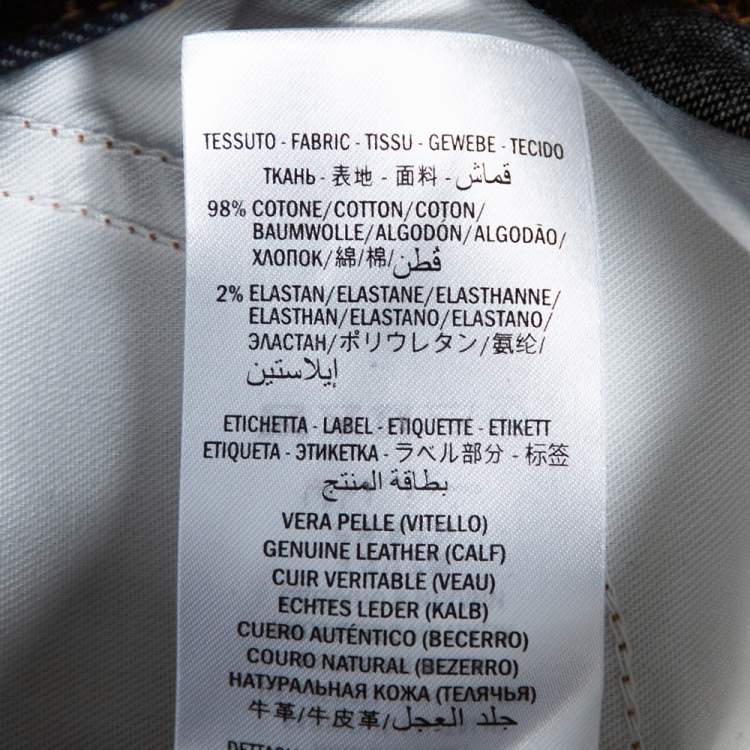 TESSUTO - FABRIC - TISSU - GEWEBE - TECIDO
ТКАНЬ - 表地 - 面料 - قماش
98% COTONE/COTTON/COTON/
BAUMWOLLE/ALGODÓN/ALGODÃO/
ХЛОПОК/綿/棉/قطن
2% ELASTAN/ELASTANE/ELASTHANNE/
ELASTHAN/ELASTANO/ELASTANO/
ЭЛАСТАН/ポリウレタン/氨纶/
إيلاستين
ETICHETTA - LABEL - ETIQUETTE - ETIKETT
ETIQUETA - ЭТИКЕТКА - ラベル部分 - 标签
بطاقة المنتج
VERA PELLE (VITELLO)
GENUINE LEATHER (CALF)
CUIR VERITABLE (VEAU)
ECHTES LEDER (KALB)
CUERO AUTÉNTICO (BECERRO)
COURO NATURAL (BEZERRO)
НАТУРАЛЬНАЯ КОЖА (ТЕЛЯЧЬЯ)
牛革/牛皮革/جلد العجل